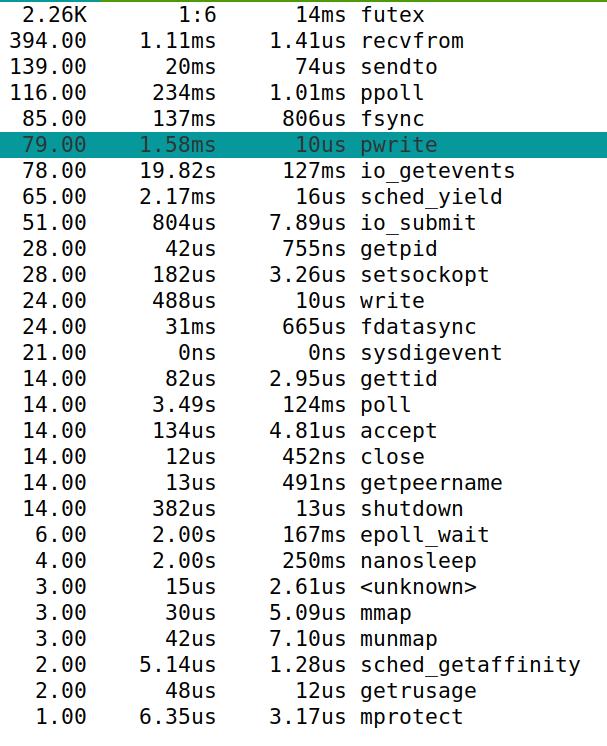 2.26K 1:6 14ms futex
394.00 1.11ms 1.41us recvfrom
139.00 20ms 74us sendto
116.00 234ms 1.01ms ppoll
85.00 137ms 806us fsync
79.00 1.58ms 10us pwrite
78.00 19.82s 127ms io_getevents
65.00 2.17ms 16us sched_yield
51.00 804us 7.89us io_submit
28.00 42us 755ns getpid
28.00 182us 3.26us setsockopt
24.00 488us 10us write
24.00 31ms 665us fdatasync
21.00 0ns 0ns sysdigevent
14.00 82us 2.95us gettid
14.00 3.49s 124ms poll
14.00 134us 4.81us accept
14.00 12us 452ns close
14.00 13us 491ns getpeername
14.00 382us 13us shutdown
6.00 2.00s 167ms epoll_wait
4.00 2.00s 250ms nanosleep
3.00 15us 2.61us <unknown>
3.00 30us 5.09us mmap
3.00 42us 7.10us munmap
2.00 5.14us 1.28us sched_getaffinity
2.00 48us 12us getrusage
1.00 6.35us 3.17us mprotect